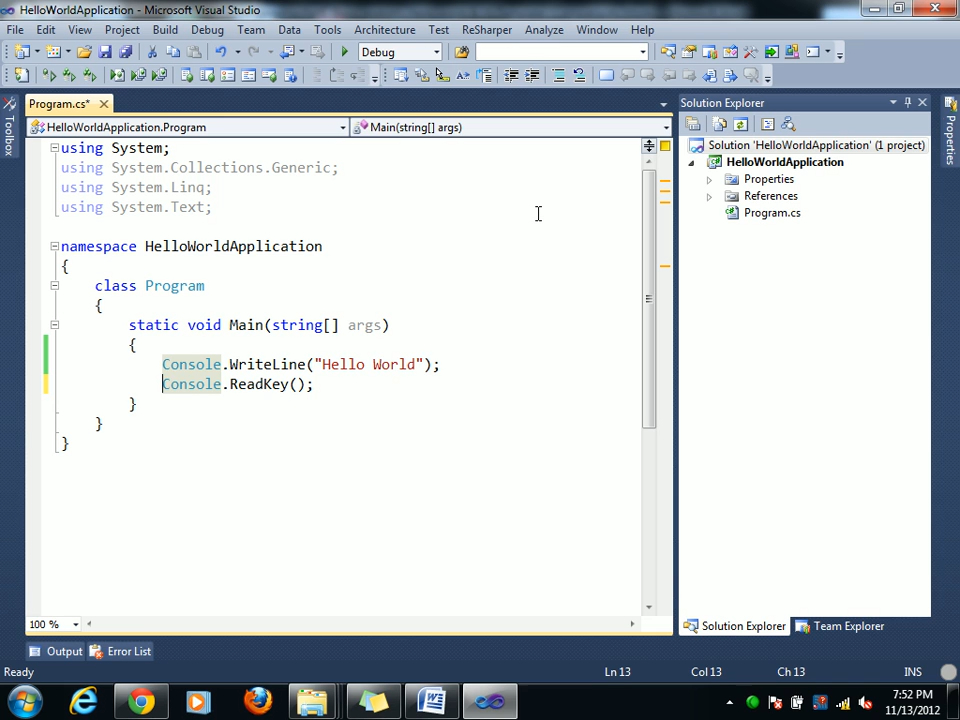 HelloWorldApplication - Microsoft Visual Studio
File Edit View Project Build Debug Team Data Tools Architecture Test ReSharper Analyze Window Help
Debug
Program.cs*
Solution Explorer
HelloWorldApplication.Program
Main(string[] args)
using System;
using System.Collections.Generic;
using System.Linq;
using System.Text;
namespace HelloWorldApplication
{
class Program
{
static void Main(string[] args)
{
Console.WriteLine("Hello World");
Console.ReadKey();
}
}
}
100 %
Toolbox
Solution 'HelloWorldApplication' (1 project)
HelloWorldApplication
Properties
References
Program.cs
Solution Explorer
Team Explorer
Properties
Output
Error List
Ready
Ln 13
Col 13
Ch 13
INS
7:52 PM
11/13/2012